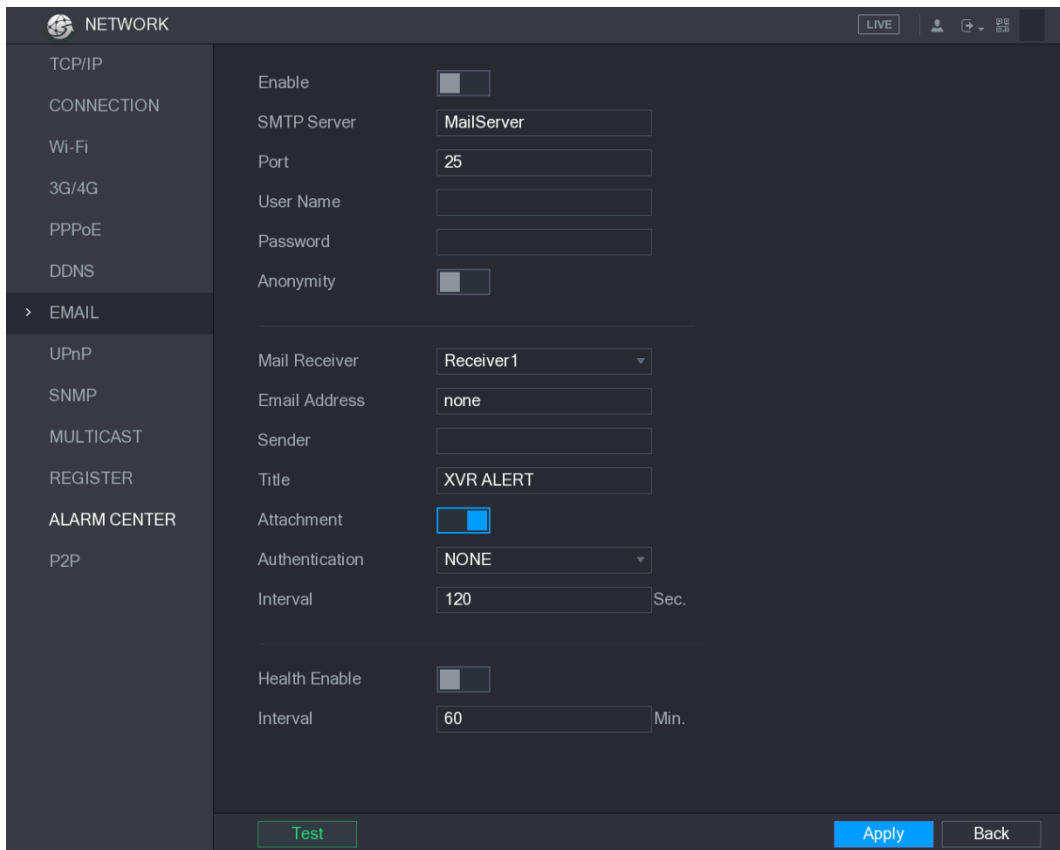 NETWORK
LIVE
TCP/IP
CONNECTION
Wi-Fi
3G/4G
PPPoE
DDNS
EMAIL
UPnP
SNMP
MULTICAST
REGISTER
ALARM CENTER
P2P
Enable
SMTP Server MailServer
Port 25
User Name
Password
Anonymity
Mail Receiver Receiver1
Email Address none
Sender
Title XVR ALERT
Attachment
Authentication NONE
Interval 120 Sec.
Health Enable
Interval 60 Min.
Test Apply Back